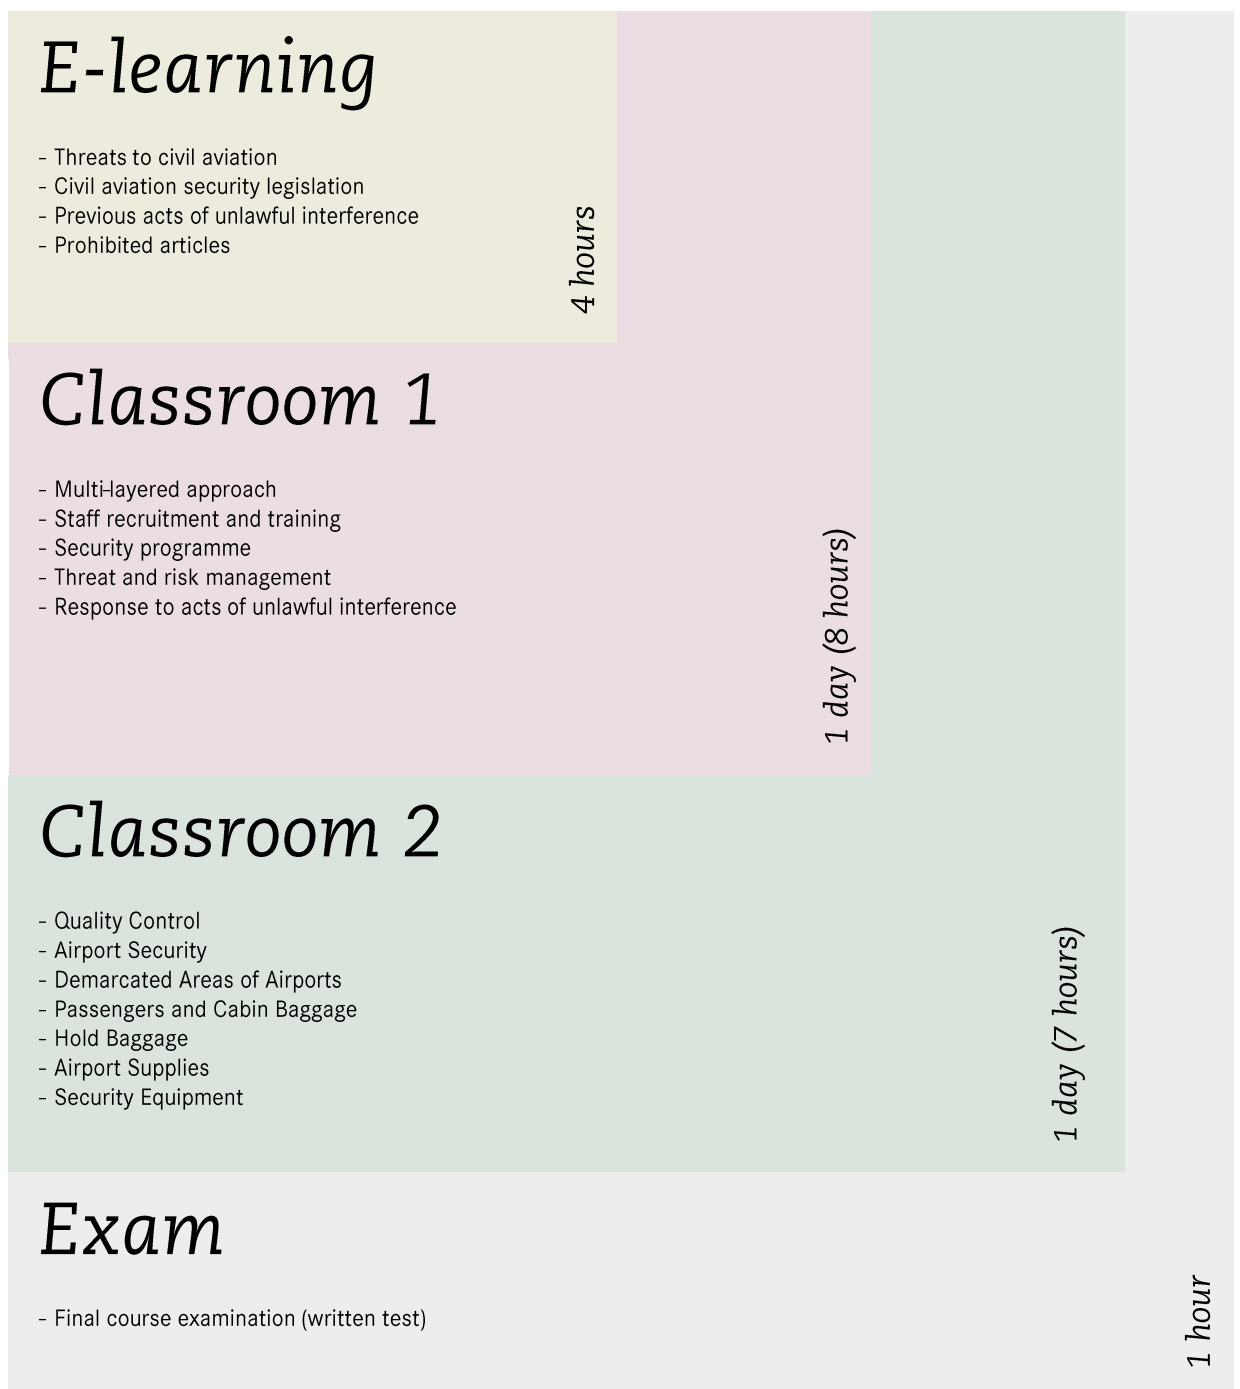 E-learning
- Threats to civil aviation
- Civil aviation security legislation
- Previous acts of unlawful interference
- Prohibited articles
4 hours
Classroom 1
- Multi-layered approach
- Staff recruitment and training
- Security programme
- Threat and risk management
- Response to acts of unlawful interference
1 day (8 hours)
Classroom 2
- Quality Control
- Airport Security
- Demarcated Areas of Airports
- Passengers and Cabin Baggage
- Hold Baggage
- Airport Supplies
- Security Equipment
1 day (7 hours)
Exam
- Final course examination (written test)
1 hour